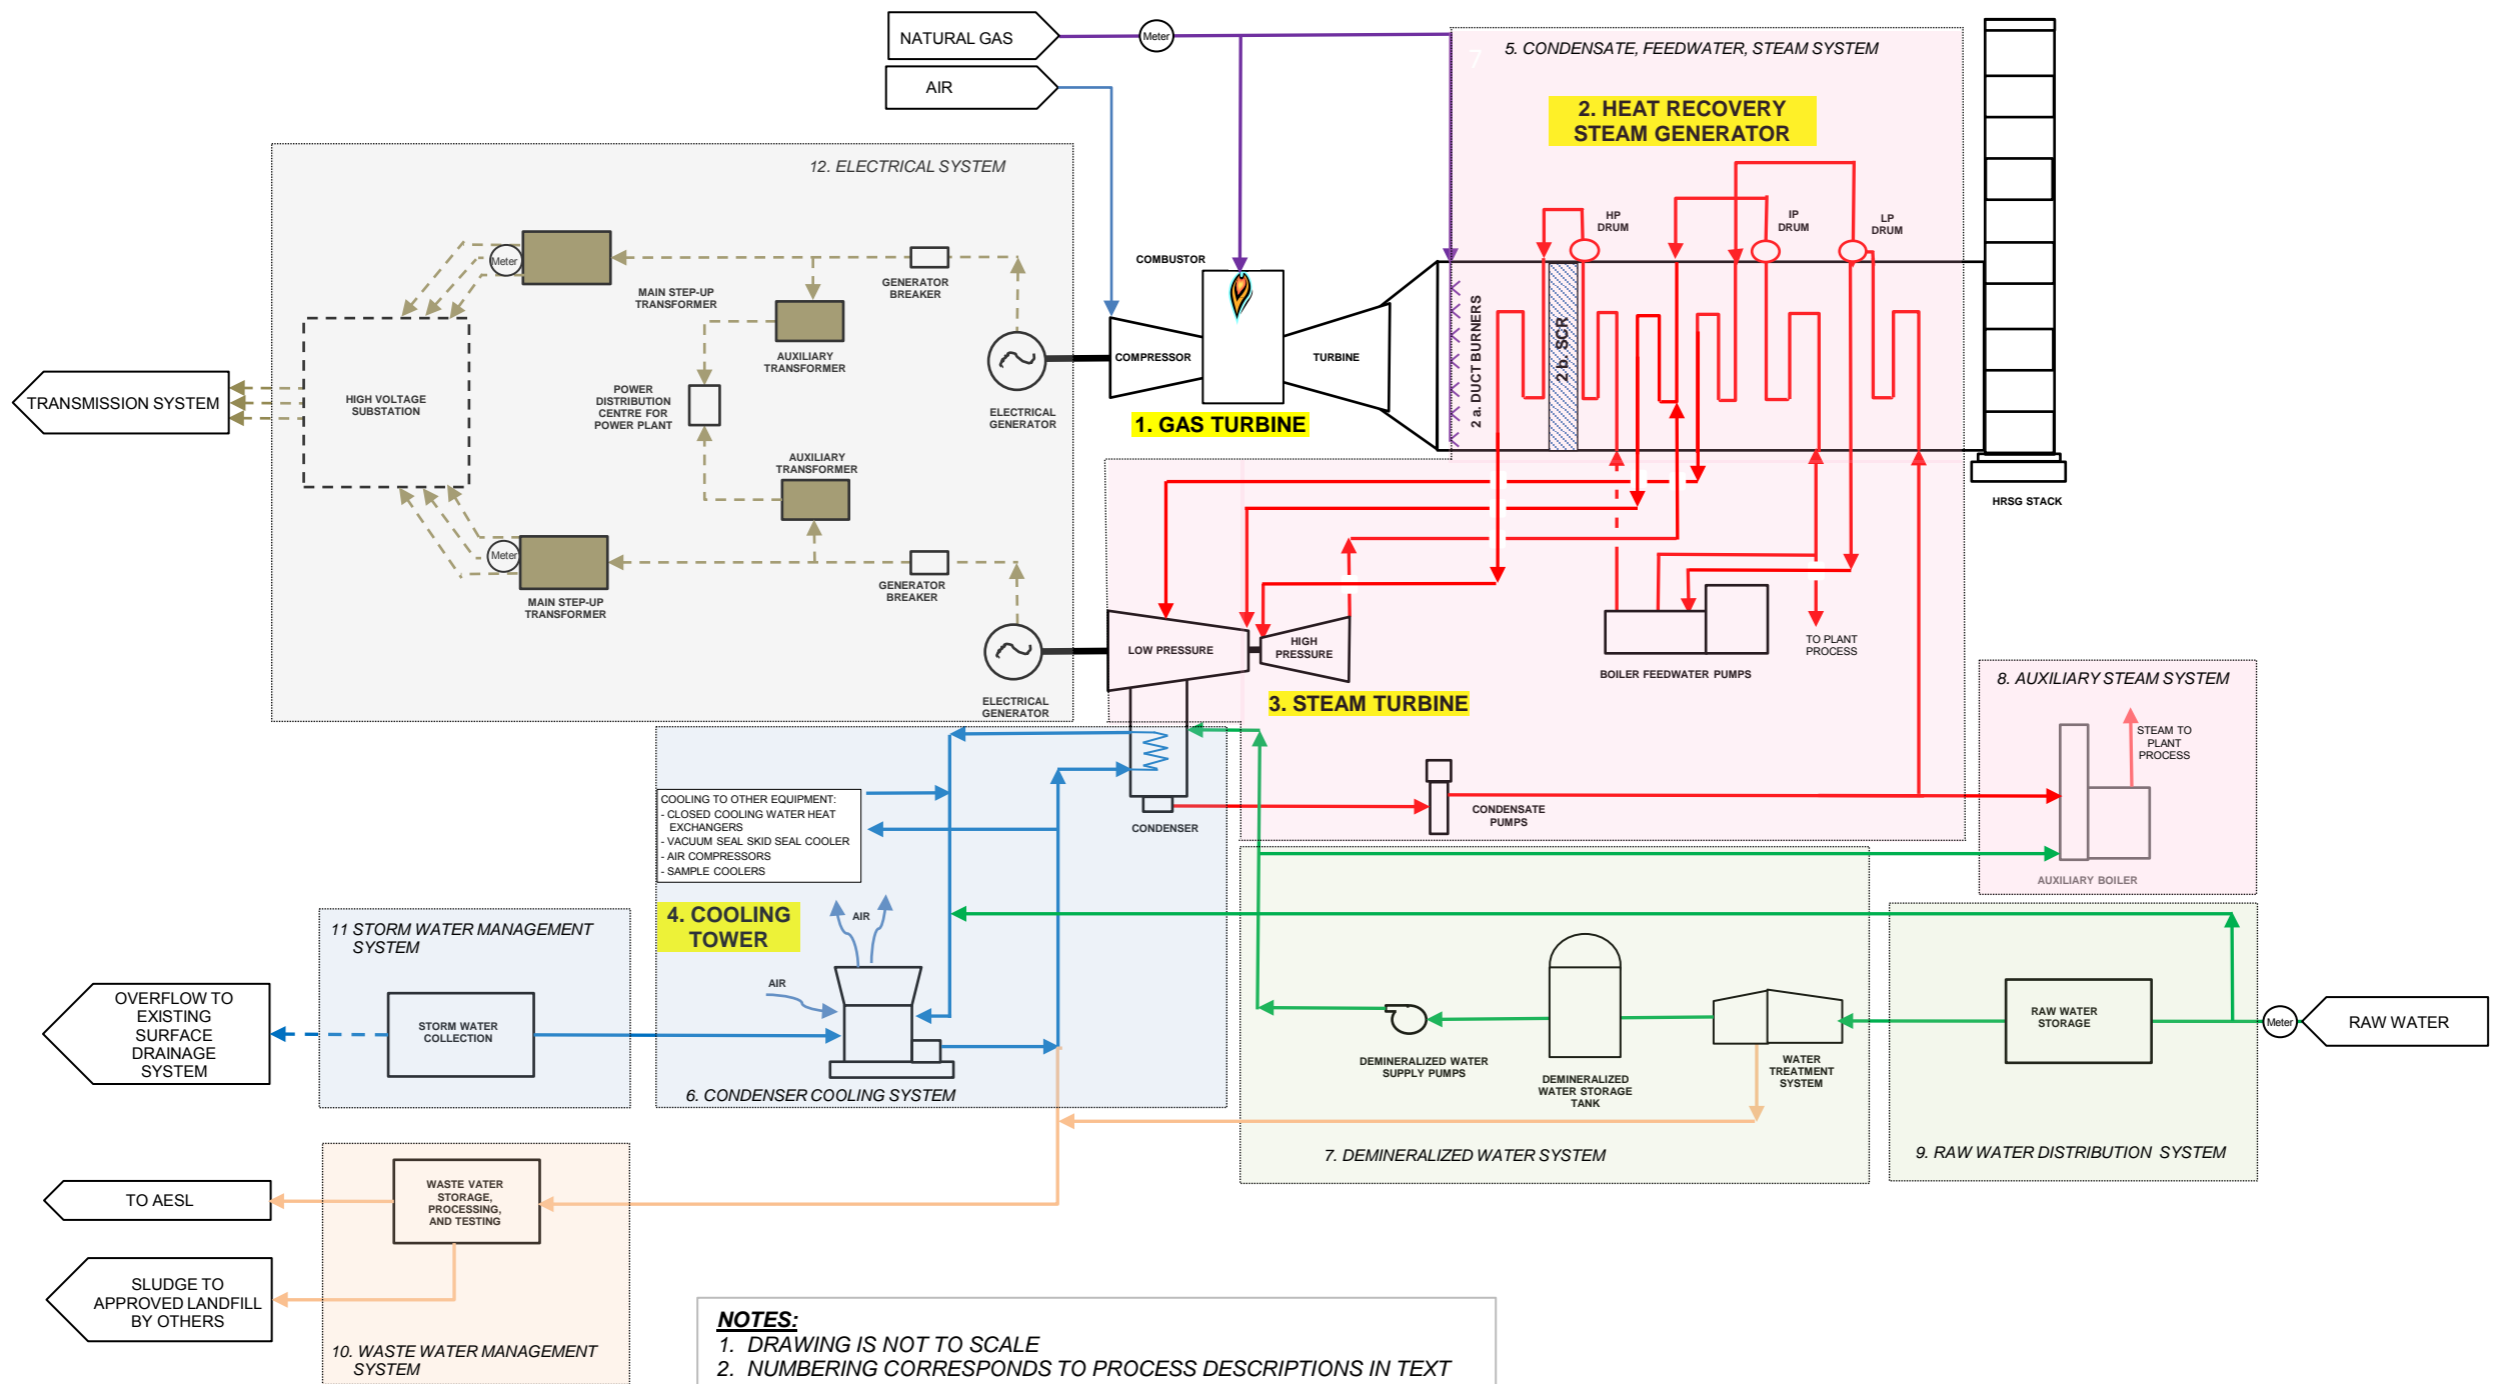 NATURAL GAS
Meter
AIR
7
5. CONDENSATE, FEEDWATER, STEAM SYSTEM
2. HEAT RECOVERY
STEAM GENERATOR
12. ELECTRICAL SYSTEM
HP
DRUM
IP
DRUM
LP
DRUM
Meter
COMBUSTOR
GENERATOR
BREAKER
MAIN STEP-UP
TRANSFORMER
AUXILIARY
TRANSFORMER
COMPRESSOR
TURBINE
2 a. DUCT BURNERS
2 b. SCR
TRANSMISSION SYSTEM
HIGH VOLTAGE
SUBSTATION
POWER
DISTRIBUTION
CENTRE FOR
POWER PLANT
ELECTRICAL
GENERATOR
1. GAS TURBINE
AUXILIARY
TRANSFORMER
HRSG STACK
Meter
GENERATOR
BREAKER
MAIN STEP-UP
TRANSFORMER
LOW PRESSURE
HIGH
PRESSURE
TO PLANT
PROCESS
BOILER FEEDWATER PUMPS
ELECTRICAL
GENERATOR
3. STEAM TURBINE
8. AUXILIARY STEAM SYSTEM
STEAM TO
PLANT
PROCESS
COOLING TO OTHER EQUIPMENT:
- CLOSED COOLING WATER HEAT
EXCHANGERS
- VACUUM SEAL SKID SEAL COOLER
- AIR COMPRESSORS
- SAMPLE COOLERS
CONDENSER
CONDENSATE
PUMPS
AUXILIARY BOILER
4. COOLING
TOWER
AIR
AIR
11 STORM WATER MANAGEMENT
SYSTEM
OVERFLOW TO
EXISTING
SURFACE
DRAINAGE
SYSTEM
STORM WATER
COLLECTION
6. CONDENSER COOLING SYSTEM
DEMINERALIZED WATER
SUPPLY PUMPS
DEMINERALIZED
WATER STORAGE
TANK
WATER
TREATMENT
SYSTEM
RAW WATER
STORAGE
Meter
RAW WATER
7. DEMINERALIZED WATER SYSTEM
9. RAW WATER DISTRIBUTION SYSTEM
TO AESL
WASTE VATER
STORAGE,
PROCESSING,
AND TESTING
SLUDGE TO
APPROVED LANDFILL
BY OTHERS
10. WASTE WATER MANAGEMENT
SYSTEM
NOTES:
1. DRAWING IS NOT TO SCALE
2. NUMBERING CORRESPONDS TO PROCESS DESCRIPTIONS IN TEXT